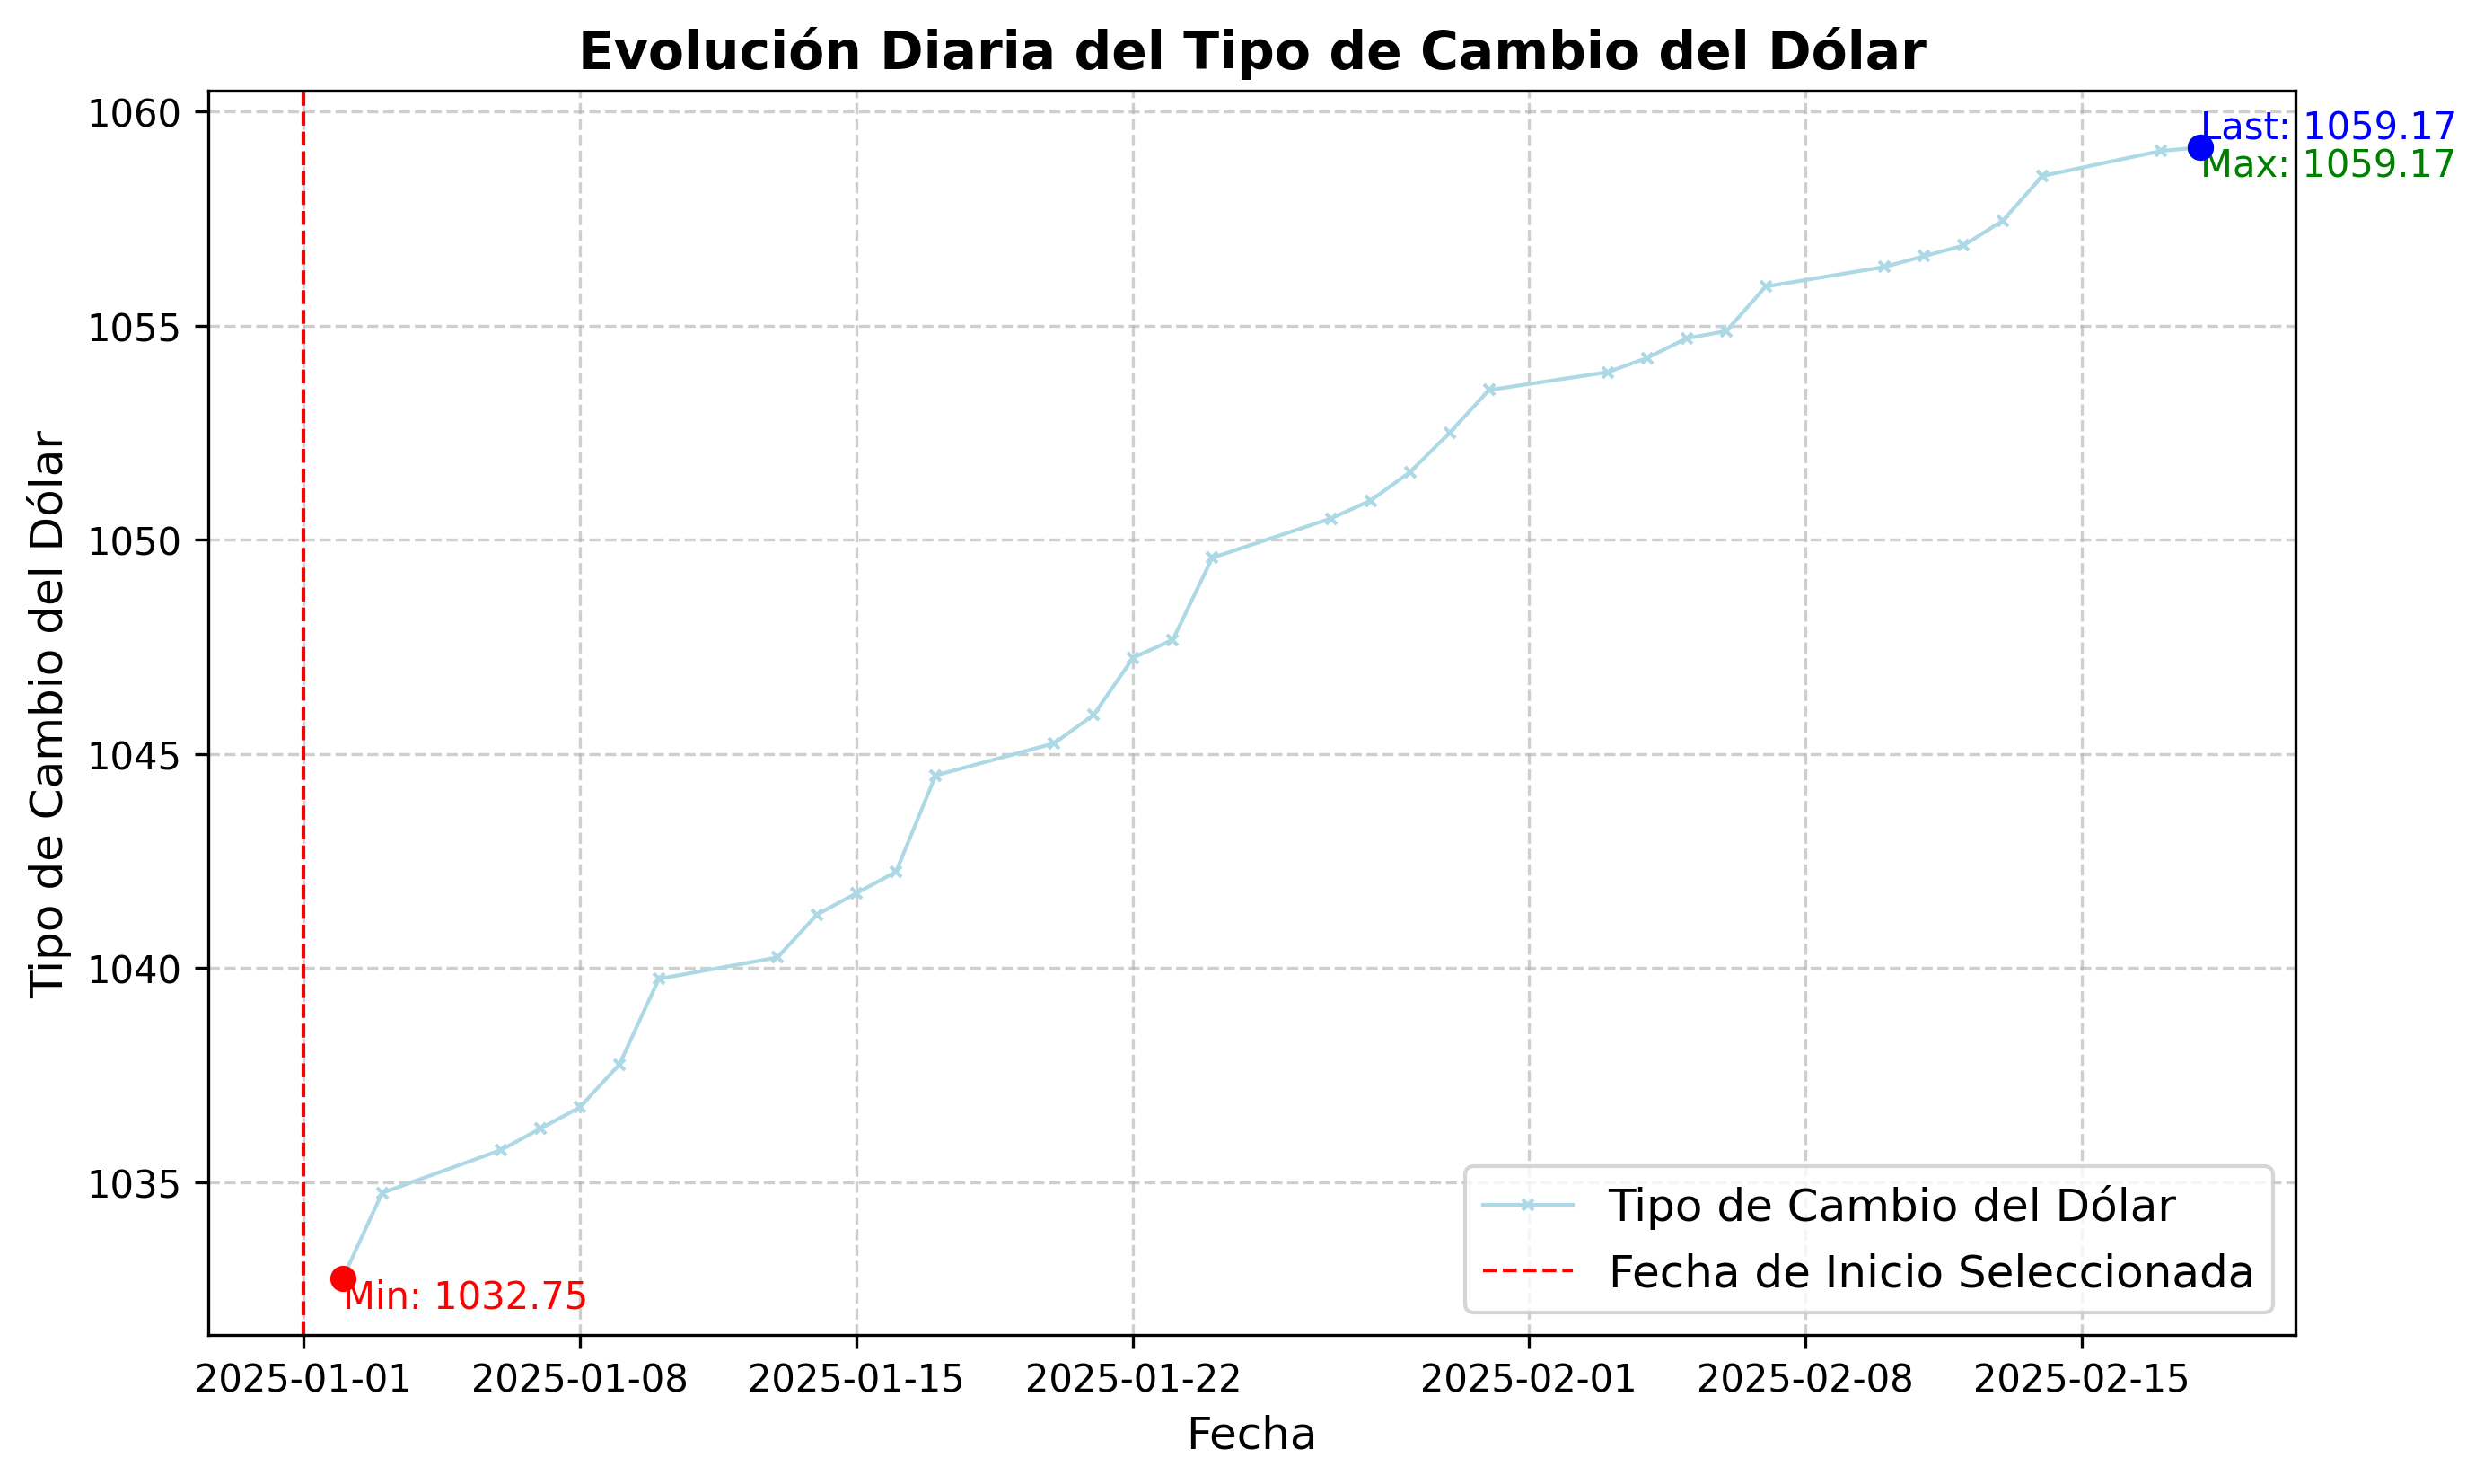 Evolución Diaria del Tipo de Cambio del Dólar
1060
1055
1050
1045
1040
1035
Tipo de Cambio del Dólar
Last: 1059.17
Max: 1059.17
Min: 1032.75
Tipo de Cambio del Dólar
Fecha de Inicio Seleccionada
2025-01-01 2025-01-08 2025-01-15 2025-01-22 2025-02-01 2025-02-08 2025-02-15
Fecha